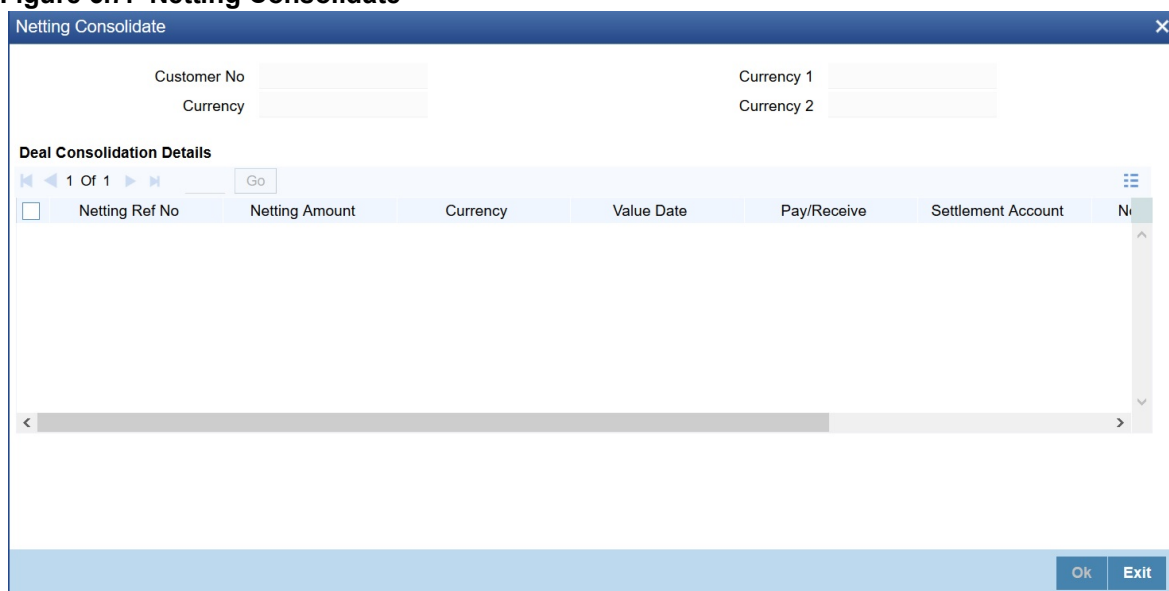 Netting Consolidate
Customer No
Currency 1
Currency
Currency 2
Deal Consolidation Details
1 Of 1
Go
Netting Ref No Netting Amount Currency Value Date Pay/Receive Settlement Account
Ok Exit